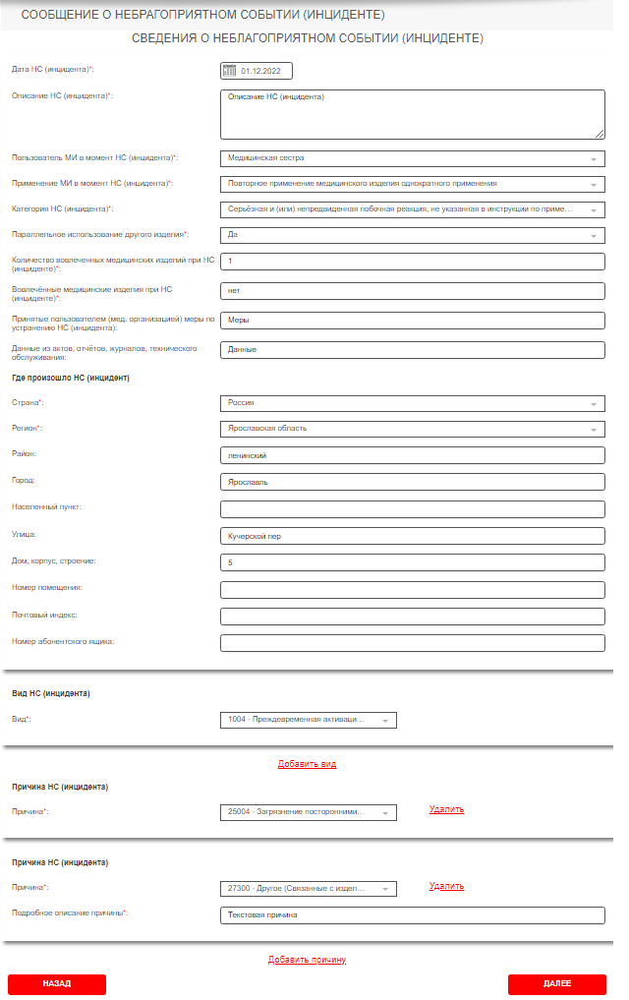 СООБЩЕНИЕ О НЕБРАГОПРИЯТНОМ СОБЫТИИ (ИНЦИДЕНТЕ)
СВЕДЕНИЯ О НЕБЛАГОПРИЯТНОМ СОБЫТИИ (ИНЦИДЕНТЕ)
Дата НС (инцидента)*: 01.12.2022
Описание НС (инцидента)*: Описание НС (инцидента)
Пользователь МИ в момент НС (инцидента)*: Медицинская сестра
Применение МИ в момент НС (инцидента)*: Повторное применение медицинского изделия однократного применения
Категория НС (инцидента)*: Серьёзная и (или) непредвиденная побочная реакция, не указанная в инструкции по приме...
Параллельное использование другого изделия*: Да
Количество вовлеченных медицинских изделий при НС
(инциденте)*: 1
Вовлечённые медицинские изделия при НС
(инциденте)*: нет
Принятые пользователем (мед. организацией) меры по
устранению НС (инцидента): Меры
Данные из актов, отчётов, журналов, технического
обслуживания: Данные
Где произошло НС (инцидент)
Страна*: Россия
Регион*: Ярославская область
Район: ленинский
Город: Ярославль
Населенный пункт:
Улица: Кучерской пер
Дом, корпус, строение: 5
Номер помещения:
Почтовый индекс:
Номер абонентского ящика:
Вид НС (инцидента)
Вид*: 1004 - Преждевременная активаци...
Добавить вид
Причина НС (инцидента)
Причина*: 25004 - Загрязнение посторонними... Удалить
Причина НС (инцидента)
Причина*: 27300 - Другое (Связанные с издел... Удалить
Подробное описание причины*: Текстовая причина
Добавить причину
НАЗАД ДАЛЕЕ